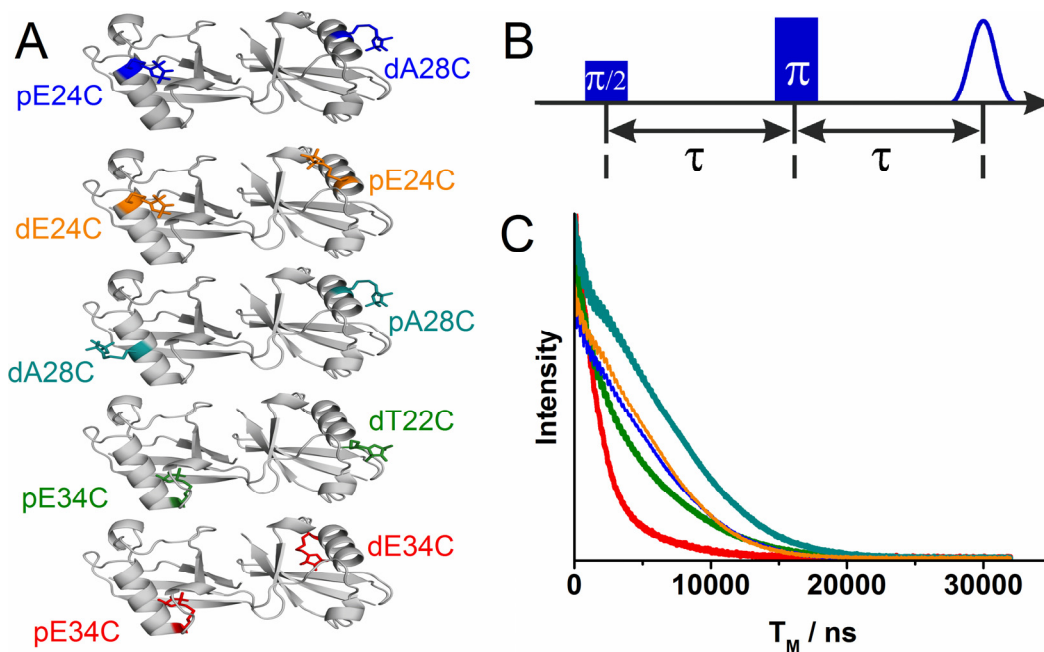 A
dA28C
pE24C
pE24C
dE24C
pA28C
dA28C
dT22C
pE34C
dE34C
pE34C
B
π/2
π
τ
τ
C
Intensity
0
10000
20000
30000
T_M / ns